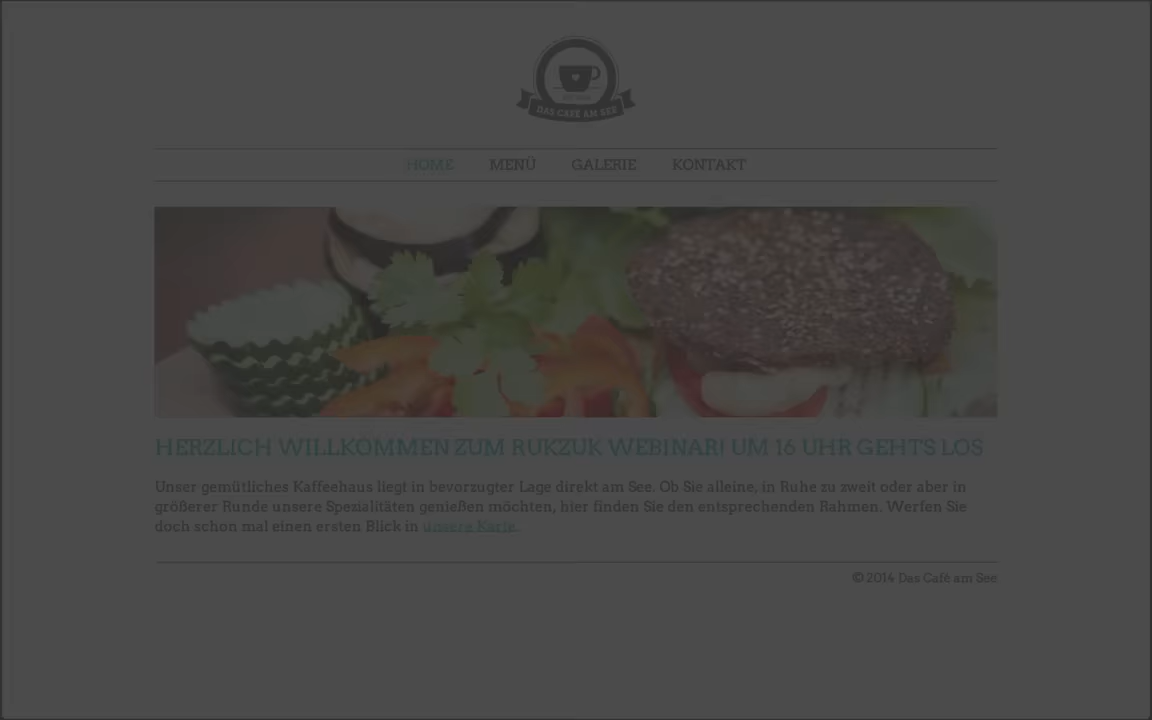 DAS CAFÉ AM SEE
HOME MENÜ GALERIE KONTAKT
HERZLICH WILLKOMMEN ZUM RUKZUK WEBINAR! UM 16 UHR GEHT'S LOS
Unser gemütliches Kaffeehaus liegt in bevorzugter Lage direkt am See. Ob Sie alleine, in Ruhe zu zweit oder aber in
größerer Runde unsere Spezialitäten genießen möchten, hier finden Sie den entsprechenden Rahmen. Werfen Sie
doch schon mal einen ersten Blick in unsere Karte.
© 2014 Das Café am See